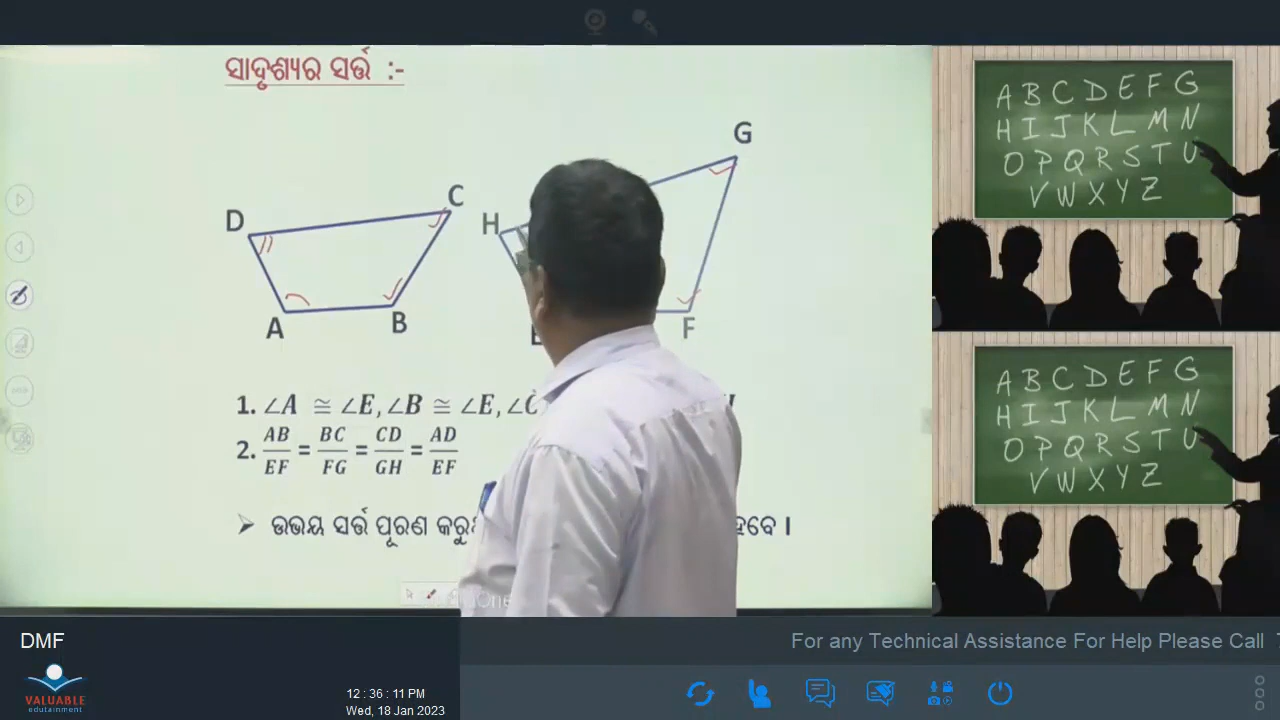 ସାଦୃଶ୍ୟର ସର୍ତ୍ତ :-
G
C
D
H
A
B
F
1. ∠A ≅ ∠E, ∠B ≅ ∠E, ∠C
2. AB/EF = BC/FG = CD/GH = AD/EF
➢ ଉଭୟ ସର୍ତ୍ତ ପୂରଣ ହେବେ ।
A B C D E F G
H I J K L M N
O P Q R S T U
V W X Y Z
A B C D E F G
H I J K L M N
O P Q R S T U
V W X Y Z
DMF
For any Technical Assistance For Help Please Call
VALUABLE
edutainment
12 : 36 : 11 PM
Wed, 18 Jan 2023